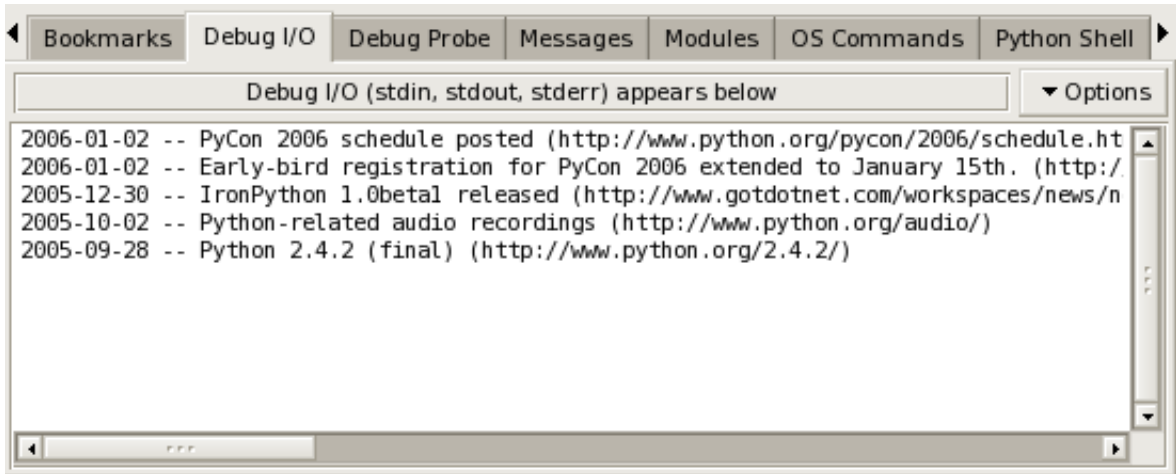 Bookmarks Debug I/O Debug Probe Messages Modules OS Commands Python Shell
Debug I/O (stdin, stdout, stderr) appears below Options
2006-01-02 -- PyCon 2006 schedule posted (http://www.python.org/pycon/2006/schedule.ht
2006-01-02 -- Early-bird registration for PyCon 2006 extended to January 15th. (http:/
2005-12-30 -- IronPython 1.0beta1 released (http://www.gotdotnet.com/workspaces/news/n
2005-10-02 -- Python-related audio recordings (http://www.python.org/audio/)
2005-09-28 -- Python 2.4.2 (final) (http://www.python.org/2.4.2/)